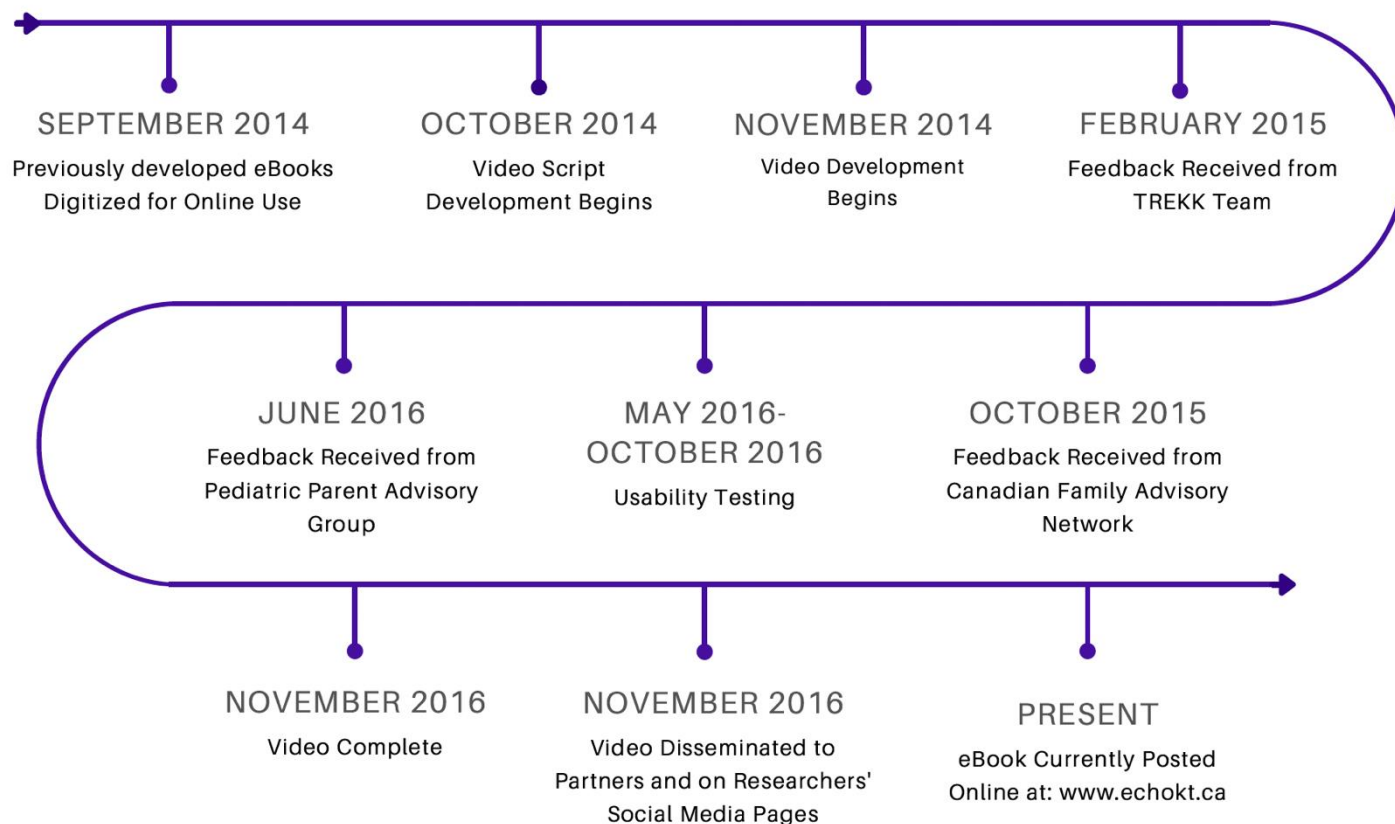 SEPTEMBER 2014
Previously developed eBooks
Digitized for Online Use
OCTOBER 2014
Video Script
Development Begins
NOVEMBER 2014
Video Development
Begins
FEBRUARY 2015
Feedback Received from
TREKK Team
JUNE 2016
Feedback Received from
Pediatric Parent Advisory
Group
MAY 2016-
OCTOBER 2016
Usability Testing
OCTOBER 2015
Feedback Received from
Canadian Family Advisory
Network
NOVEMBER 2016
Video Complete
NOVEMBER 2016
Video Disseminated to
Partners and on Researchers'
Social Media Pages
PRESENT
eBook Currently Posted
Online at: www.echokt.ca